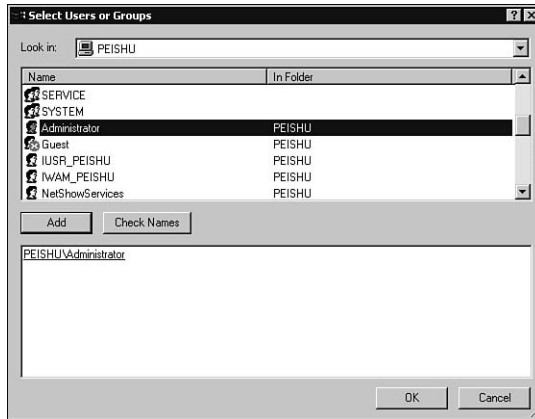 Select Users or Groups
Look in: PEISHU
Name In Folder
SERVICE
SYSTEM
Administrator PEISHU
Guest PEISHU
IUSR_PEISHU PEISHU
IWAM_PEISHU PEISHU
NetShowServices PEISHU
Add Check Names
PEISHU\Administrator
OK Cancel